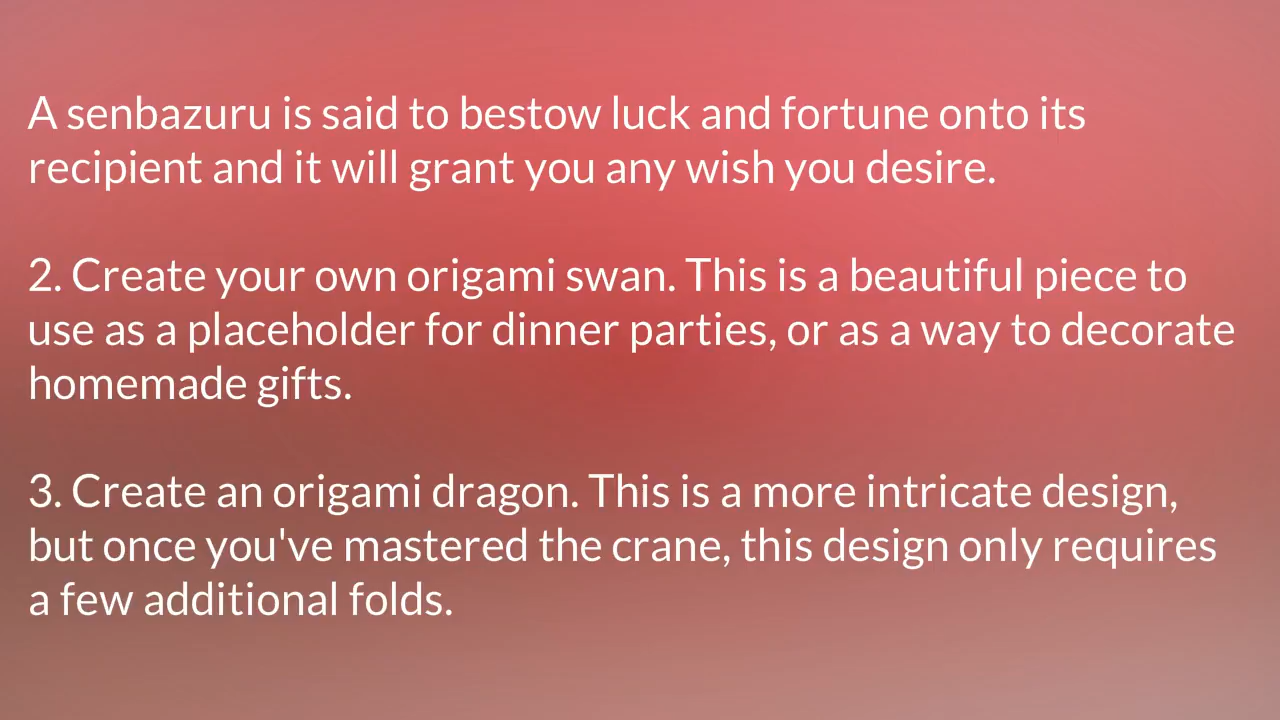 A senbazuru is said to bestow luck and fortune onto its
recipient and it will grant you any wish you desire.
2. Create your own origami swan. This is a beautiful piece to
use as a placeholder for dinner parties, or as a way to decorate
homemade gifts.
3. Create an origami dragon. This is a more intricate design,
but once you've mastered the crane, this design only requires
a few additional folds.